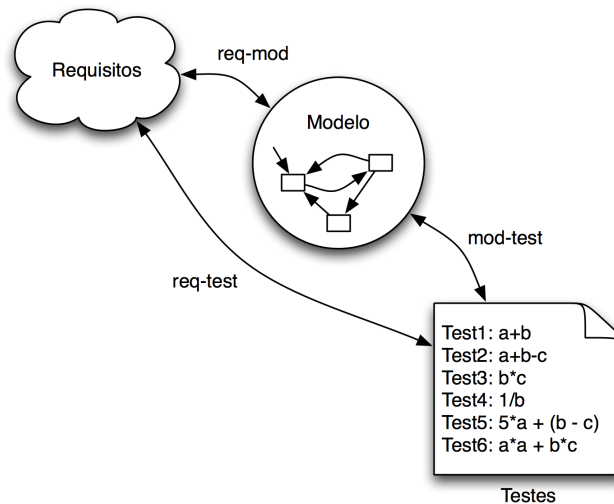 Requisitos
req-mod
Modelo
mod-test
req-test
Test1: a+b
Test2: a+b-c
Test3: b*c
Test4: 1/b
Test5: 5*a + (b - c)
Test6: a*a + b*c
Testes